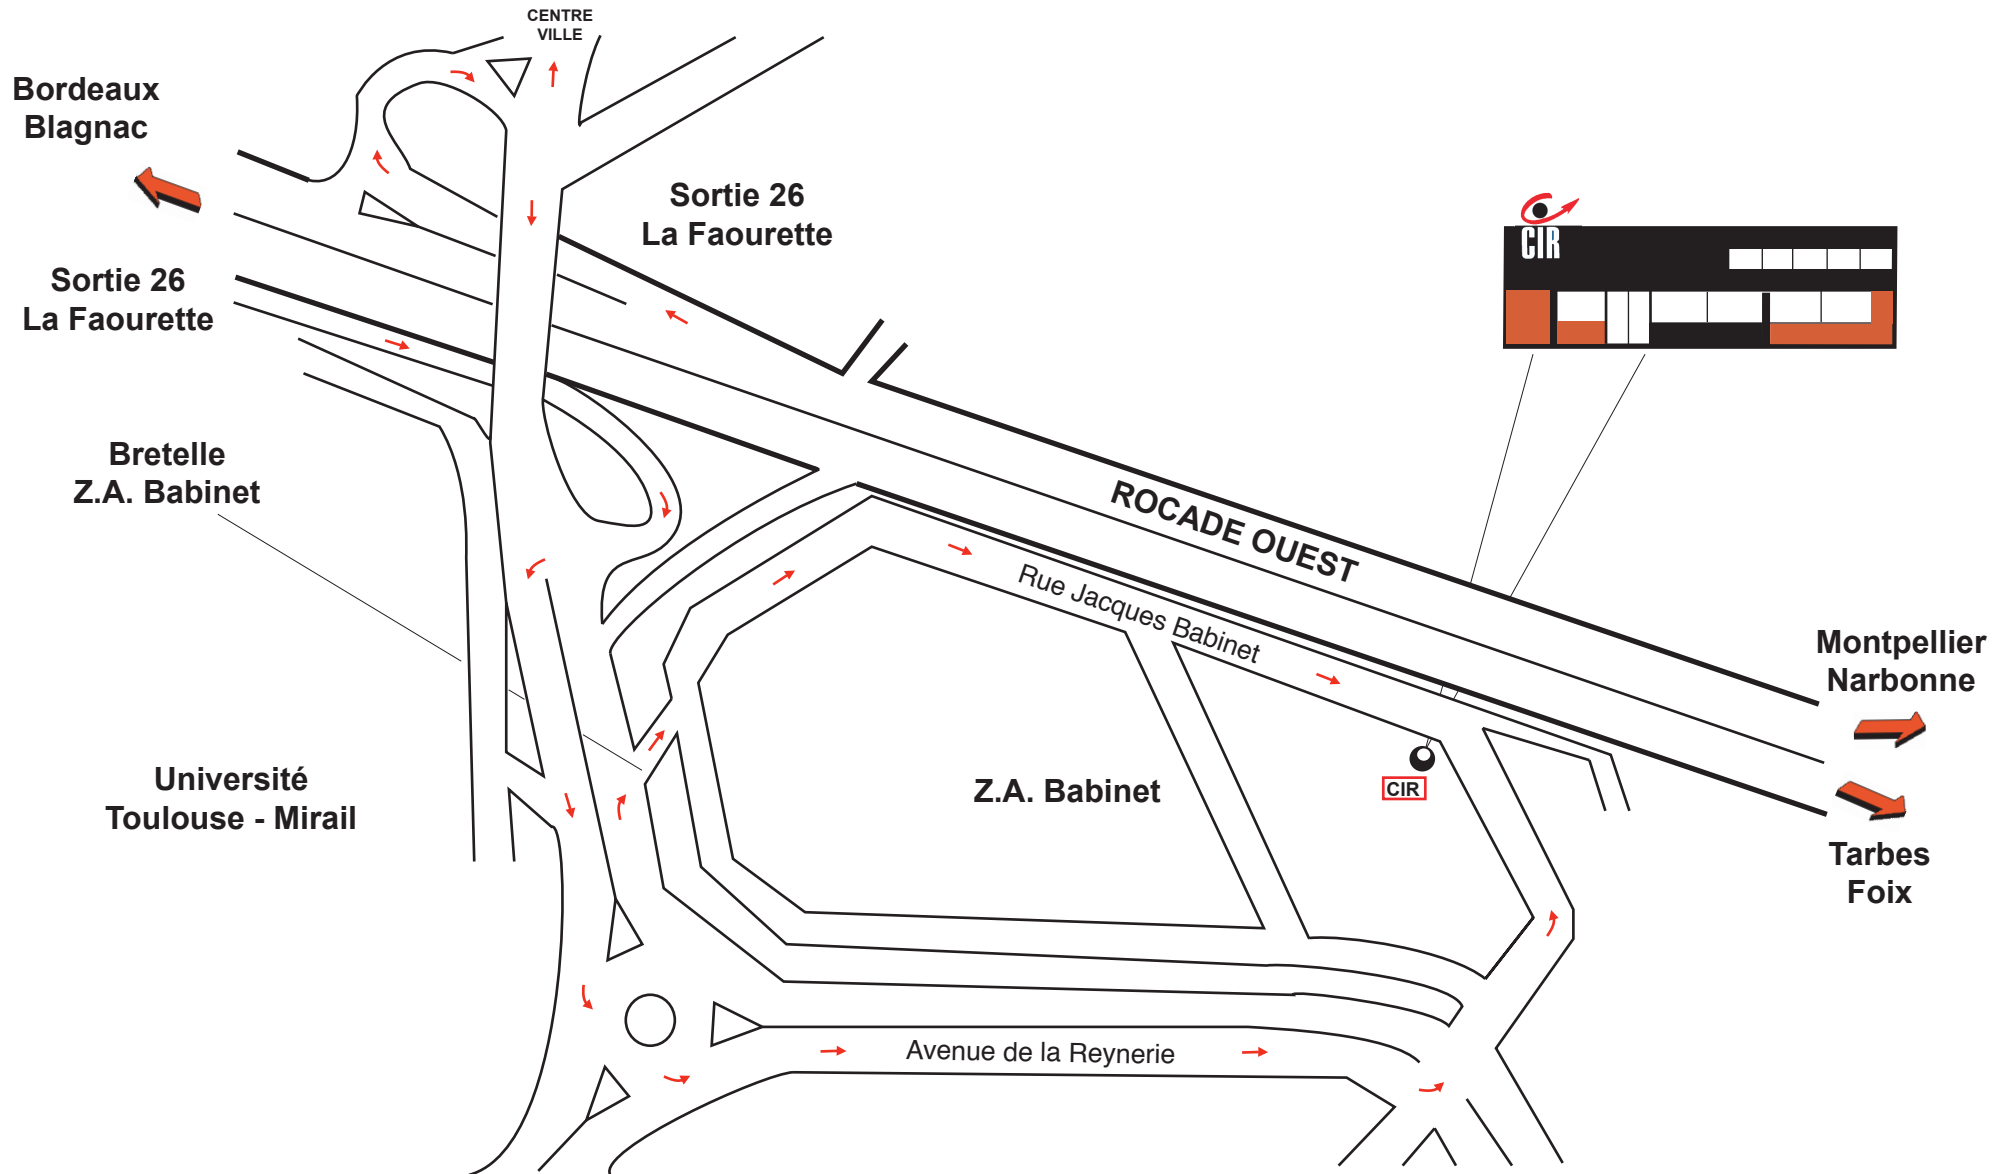 CENTRE
VILLE
Bordeaux
Blagnac
Sortie 26
La Faourette
Sortie 26
La Faourette
CIR
Bretelle
Z.A. Babinet
ROCADE OUEST
Rue Jacques Babinet
Montpellier
Narbonne
Université
Toulouse - Mirail
Z.A. Babinet
CIR
Tarbes
Foix
Avenue de la Reynerie